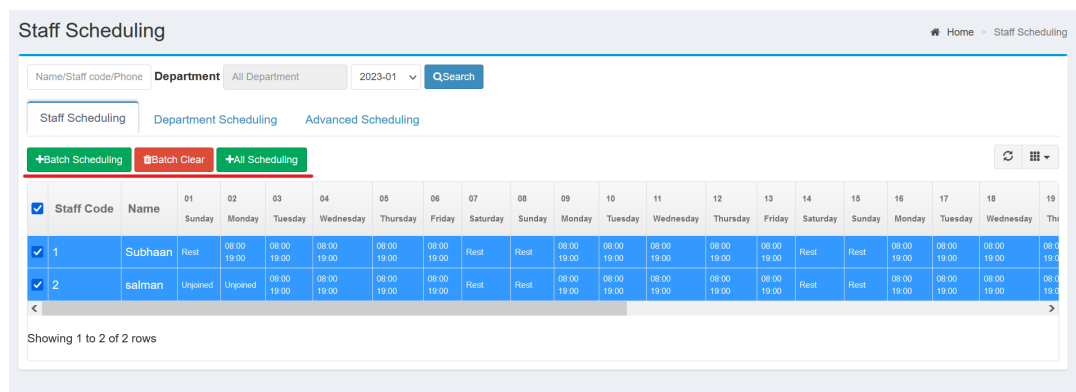 Staff Scheduling
Home > Staff Scheduling
Name/Staff code/Phone Department All Department 2023-01 Search
Staff Scheduling Department Scheduling Advanced Scheduling
+Batch Scheduling Batch Clear +All Scheduling
01 02 03 04 05 06 07 08 09 10 11 12 13 14 15 16 17 18 19
Staff Code Name Sunday Monday Tuesday Wednesday Thursday Friday Saturday Sunday Monday Tuesday Wednesday Thursday Friday Saturday Sunday Monday Tuesday Wednesday
08:00 08:00 08:00 08:00 08:00 08:00 08:00 08:00 08:00 08:00 08:00 08:00 08:00
1 Subhaan Rest Rest Rest Rest Rest
19:00 19:00 19:00 19:00 19:00 19:00 19:00 19:00 19:00 19:00 19:00 19:00 19:00
08:00 08:00 08:00 08:00 08:00 08:00 08:00 08:00 08:00 08:00 08:00 08:00
2 salman Unjoined Unjoined Rest Rest Rest Rest
19:00 19:00 19:00 19:00 19:00 19:00 19:00 19:00 19:00 19:00 19:00 19:00
Showing 1 to 2 of 2 rows